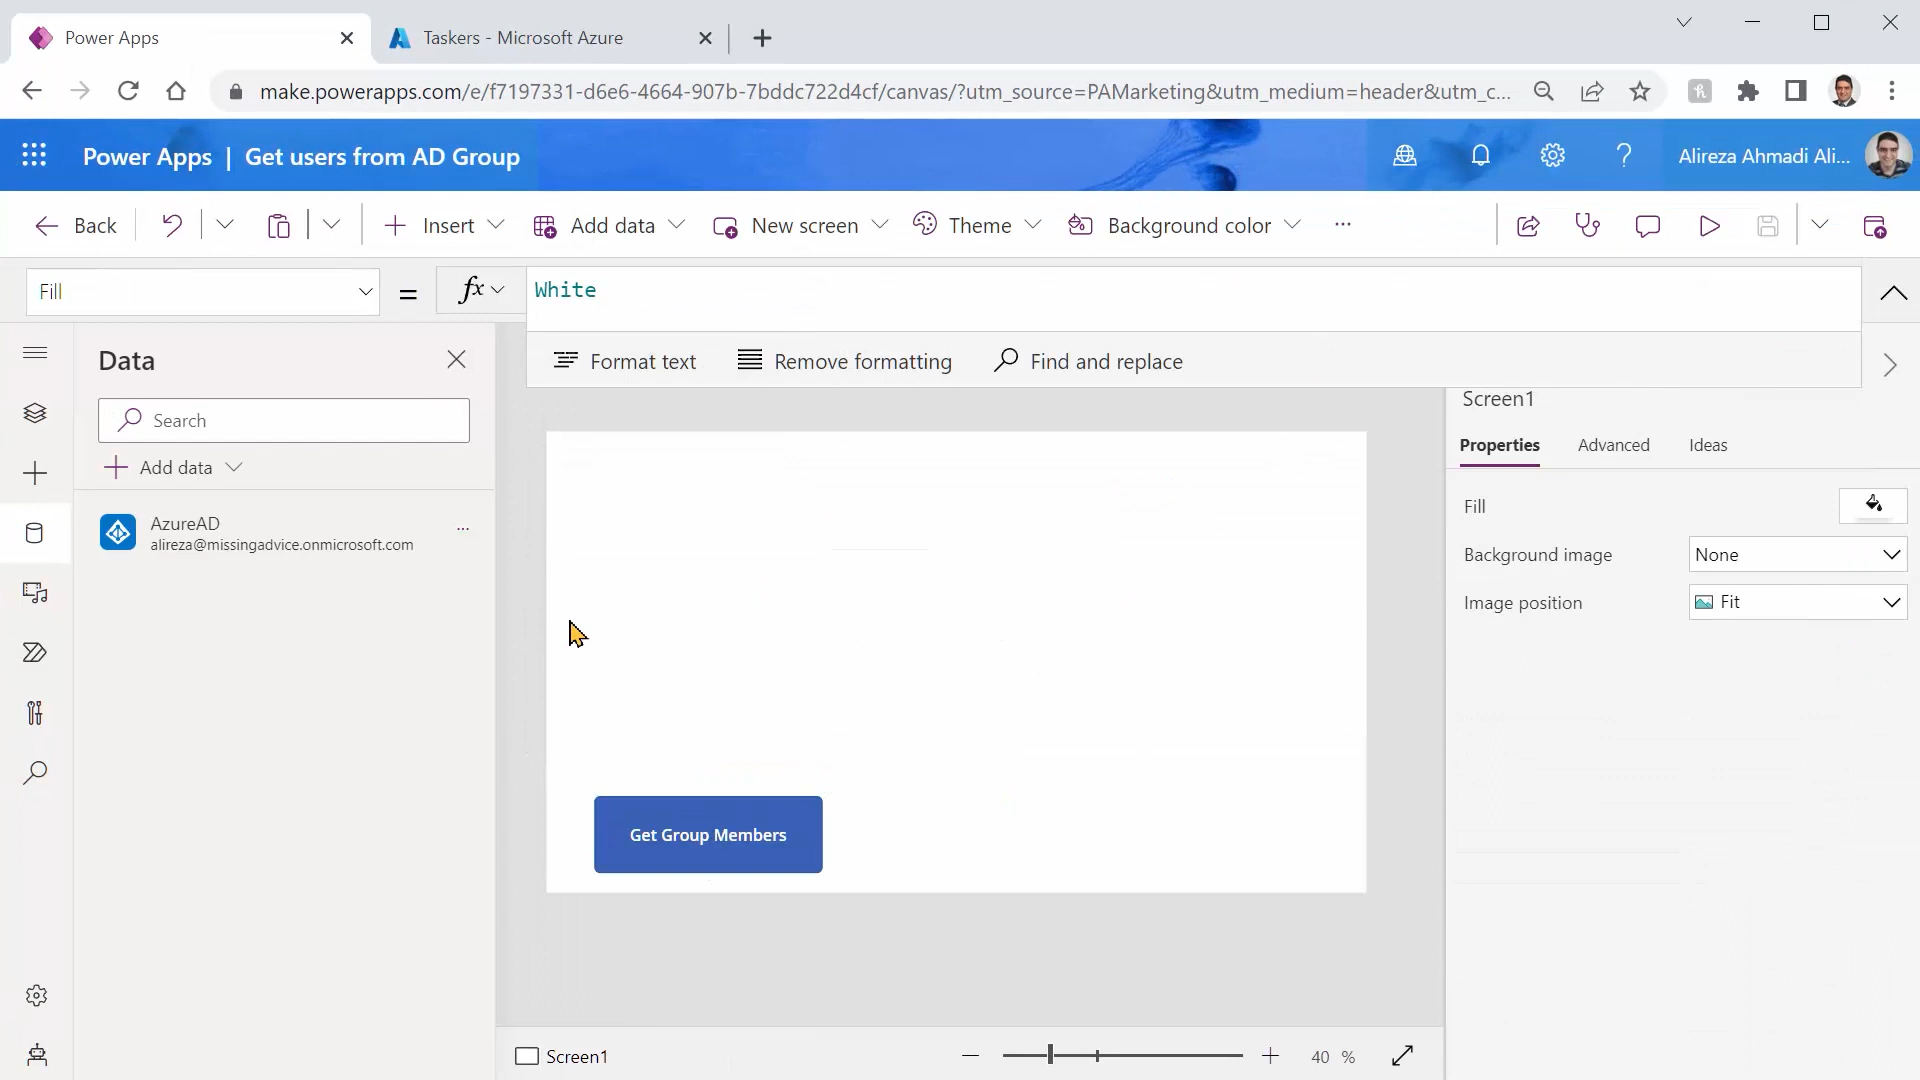 Power Apps
Taskers - Microsoft Azure
make.powerapps.com/e/f7197331-d6e6-4664-907b-7bddc722d4cf/canvas/?utm_source=PAMarketing&utm_medium=header&utm_c...
Power Apps | Get users from AD Group
Alireza Ahmadi Ali...
Back
Insert
Add data
New screen
Theme
Background color
...
Fill
=
fx
White
Format text
Remove formatting
Find and replace
Data
Search
Add data
AzureAD
alireza@missingadvice.onmicrosoft.com
...
Get Group Members
Screen1
Properties
Advanced
Ideas
Fill
Background image
None
Image position
Fit
Screen1
40 %